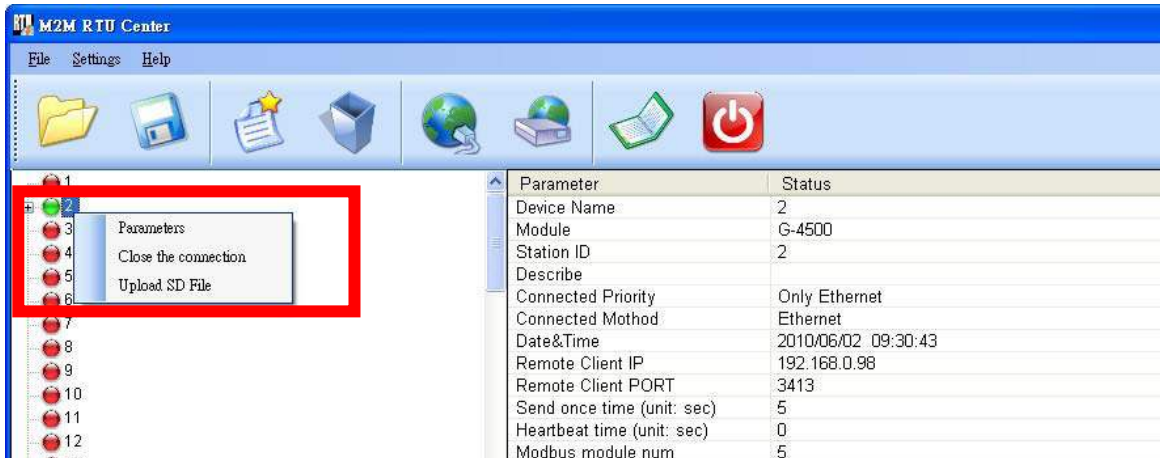 RTU M2M RTU Center
File Settings Help
1
2
3
4
5
6
7
8
9
10
11
12
Parameters
Close the connection
Upload SD File
Parameter Status
Device Name 2
Module G-4500
Station ID 2
Describe
Connected Priority Only Ethernet
Connected Mothod Ethernet
Date&Time 2010/06/02 09:30:43
Remote Client IP 192.168.0.98
Remote Client PORT 3413
Send once time (unit: sec) 5
Heartbeat time (unit: sec) 0
Modbus module num 5